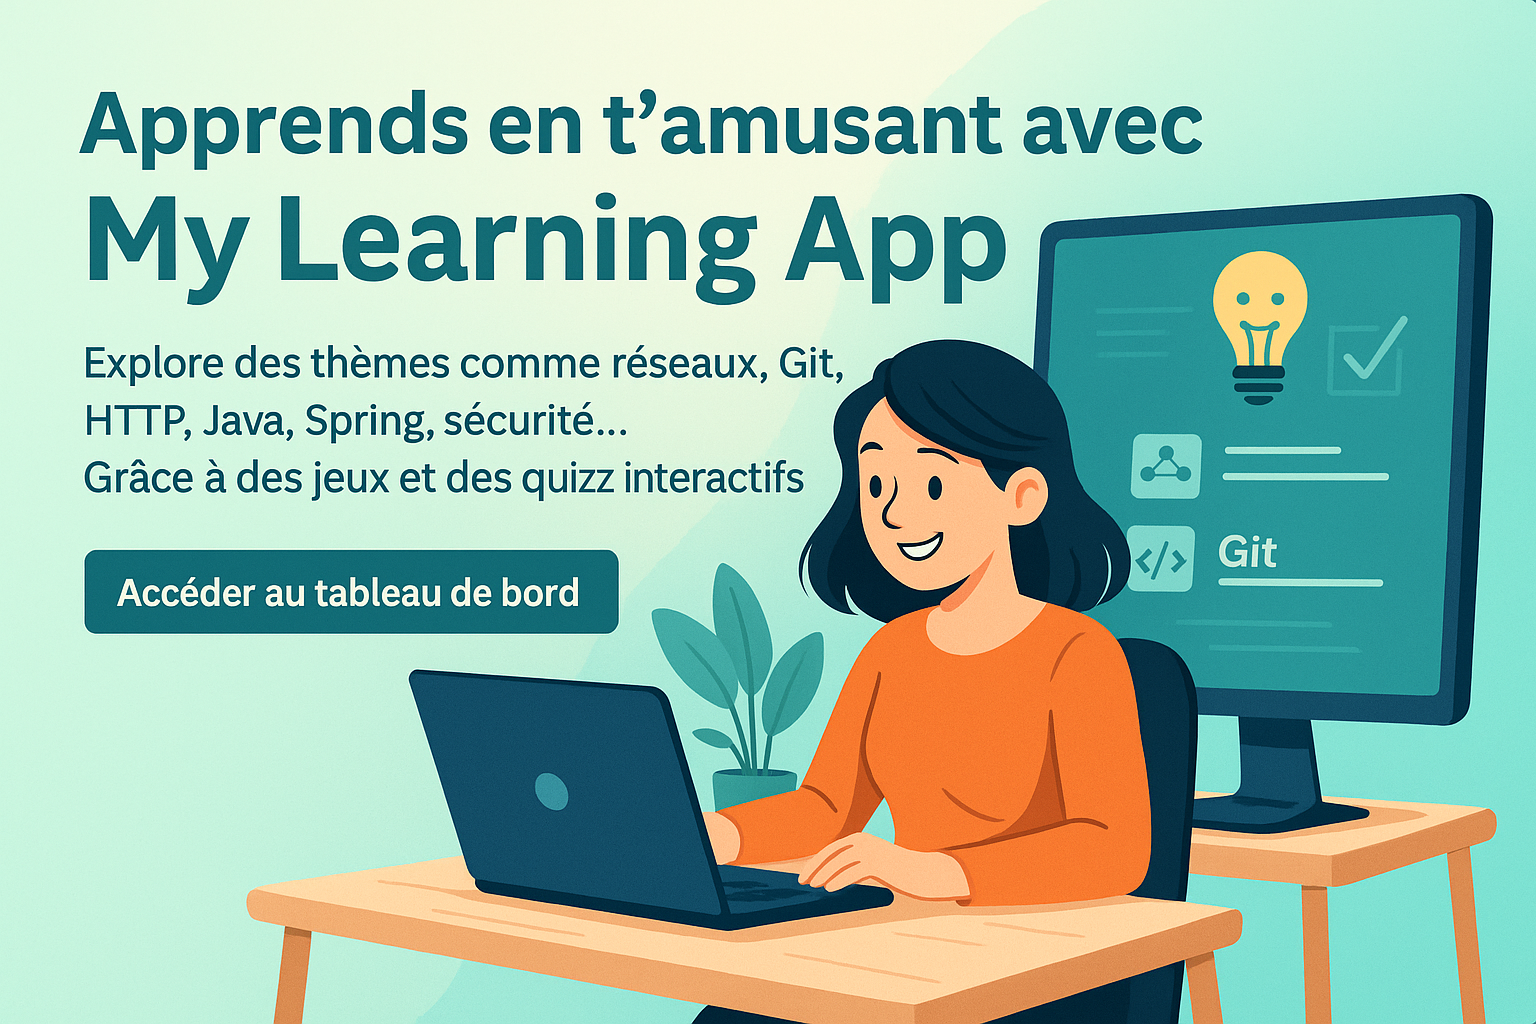 Apprends en t’amusant avec
My Learning App
Explore des thèmes comme réseaux, Git,
HTTP, Java, Spring, sécurité...
Grâce à des jeux et des quizz interactifs
Accéder au tableau de bord
</>
Git